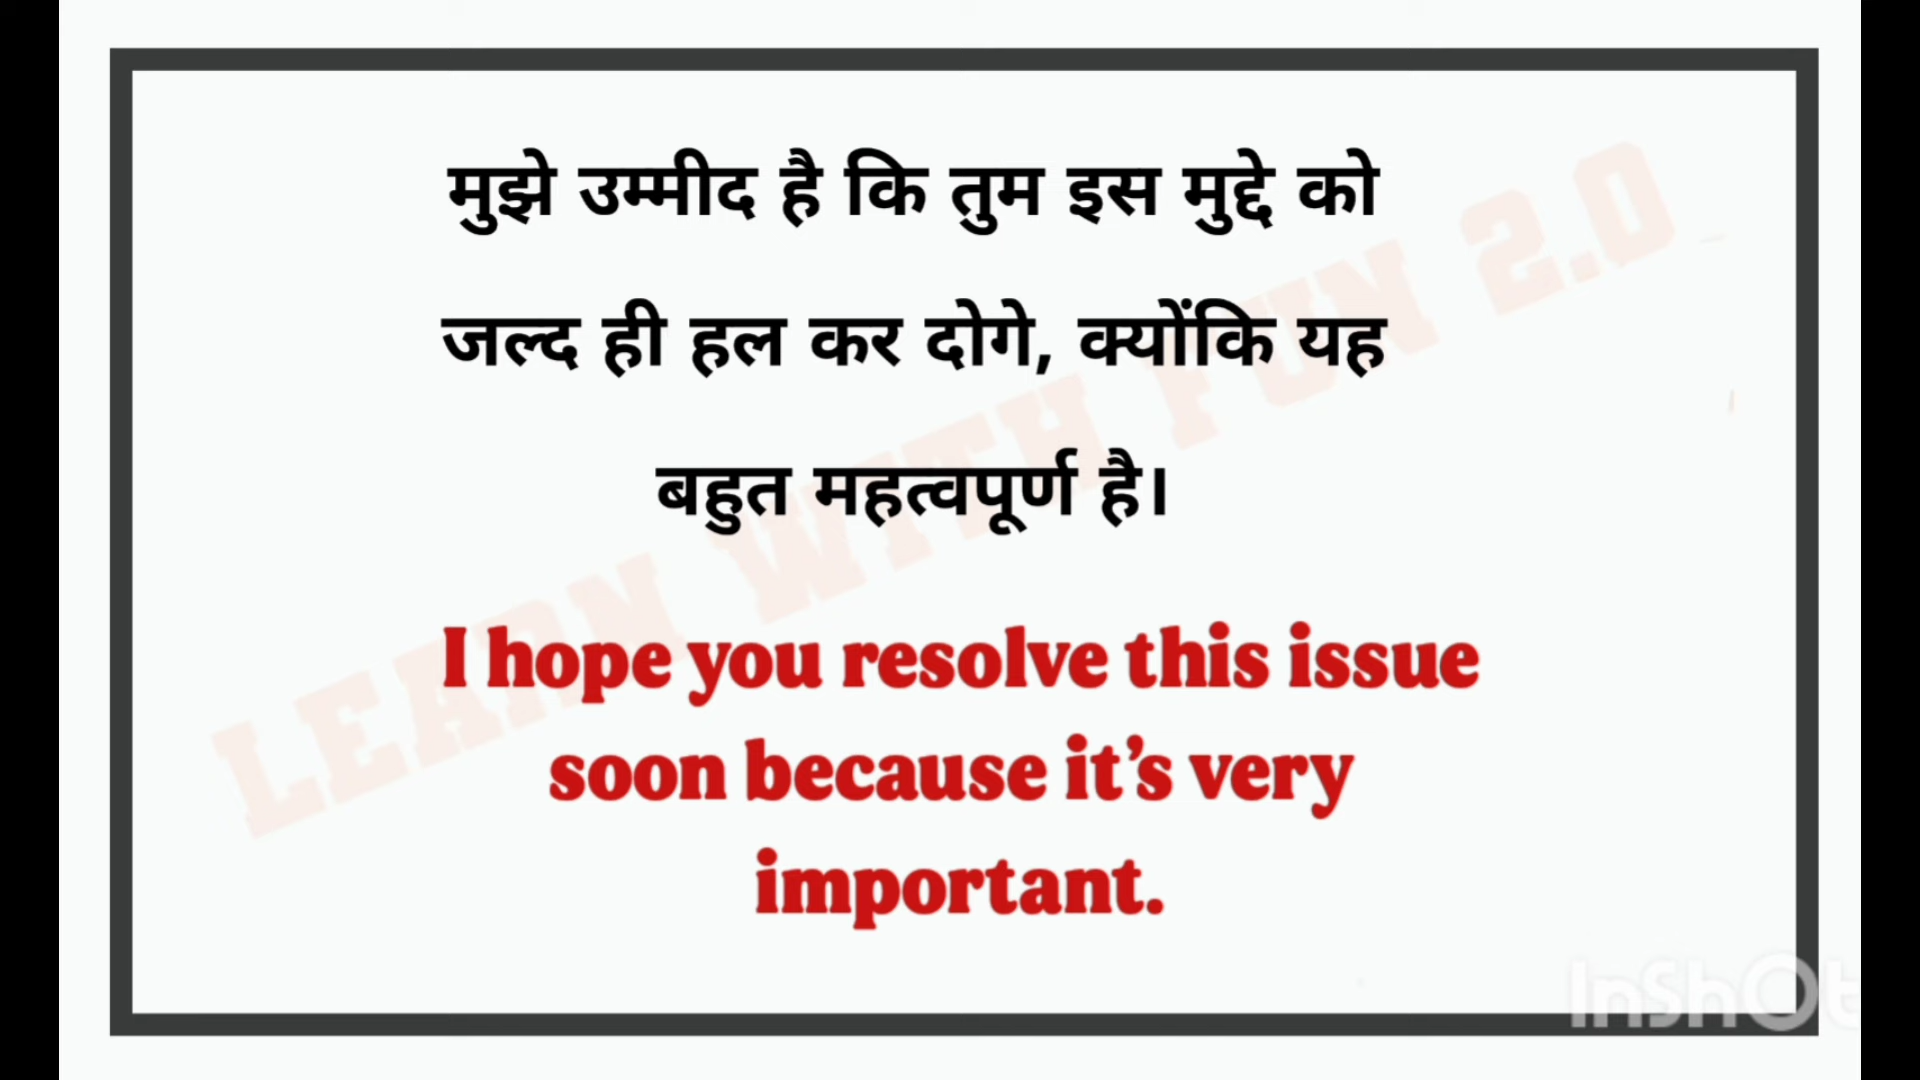 मुझे उम्मीद है कि तुम इस मुद्दे को
जल्द ही हल कर दोगे, क्योंकि यह
बहुत महत्वपूर्ण है।
I hope you resolve this issue
soon because it’s very
important.
LEARN WITH FUN 2.0
InShOt